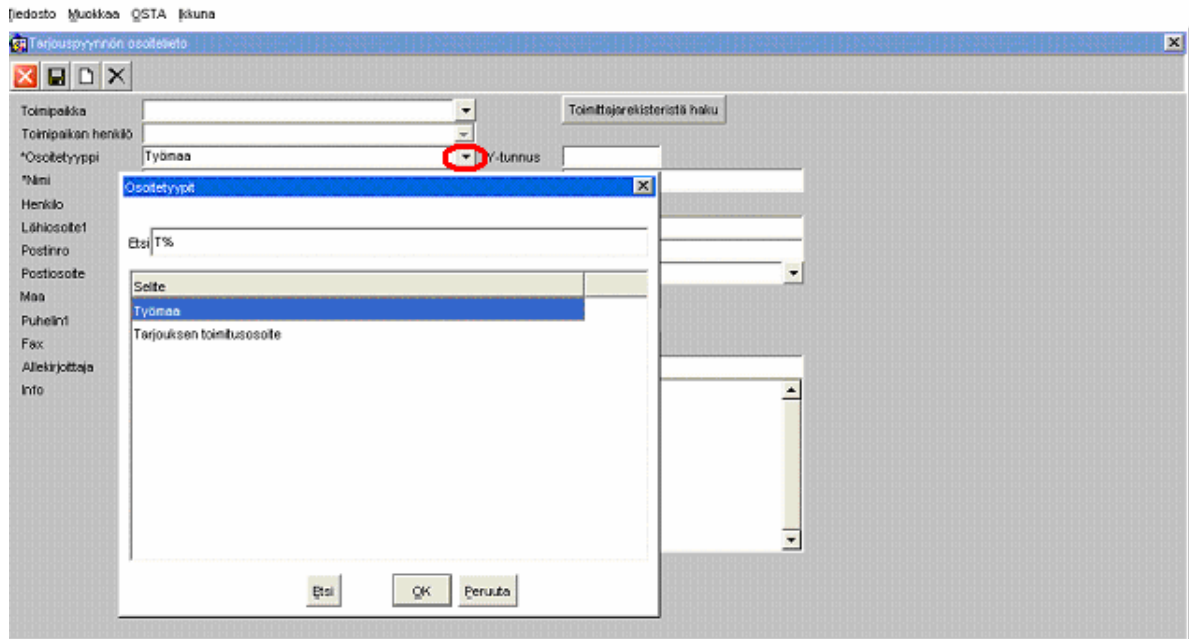 Tiedosto Muokkaa OSTA Ikkuna
Tarjouspyynnön osoitetieto
Toimipaikka
Toimittajarekisteristä haku
Toimipaikan henkilö
*Osoitetyyppi Työmaa Y-tunnus
*Nimi
Osoitetyypit
Henkilo
Lähiosoite1
Etsi T%
Postinro
Postiosoite
Selite
Maa
Työmaa
Puhelin1
Tarjouksen toimitusosoite
Fax
Allekirjoittaja
Info
Etsi OK Peruuta